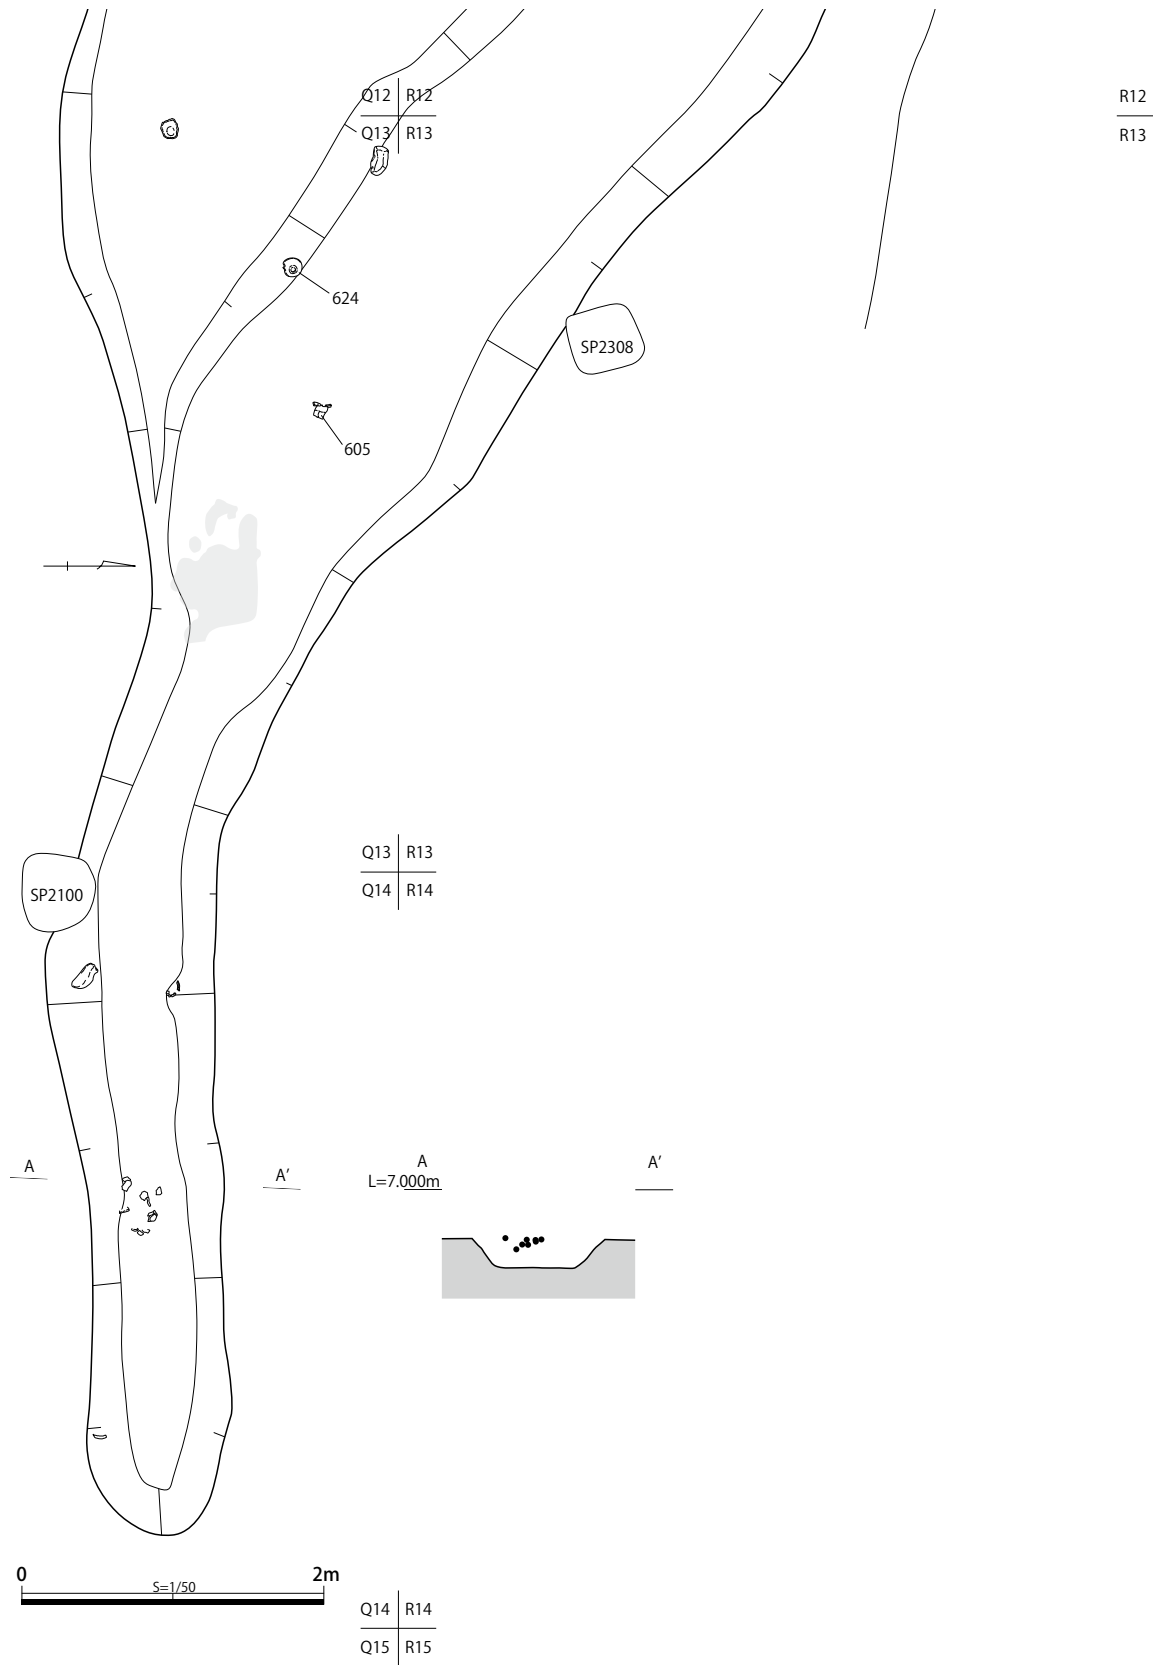 Q12 R12
Q13 R13
R12
R13
624
SP2308
605
Q13 R13
Q14 R14
SP2100
A
A′
A
L=7.000m
A′
0
2m
S=1/50
Q14 R14
Q15 R15